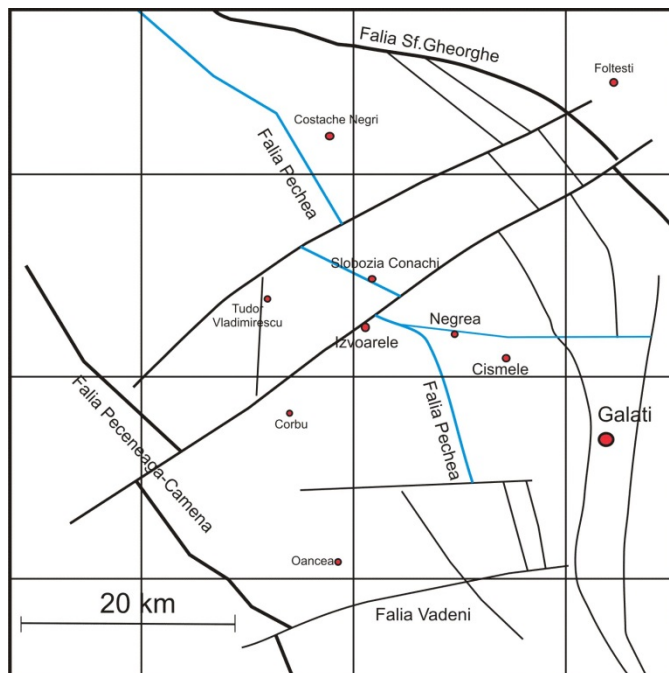 Falia Sf.Gheorghe
Foltesti
Costache Negri
Falia Pechea
Slobozia Conachi
Tudor
Vladimirescu
Izvoarele
Negrea
Cismele
Falia Peceneaga-Camena
Falia Pechea
Galati
Corbu
Oancea
20 km
Falia Vadeni